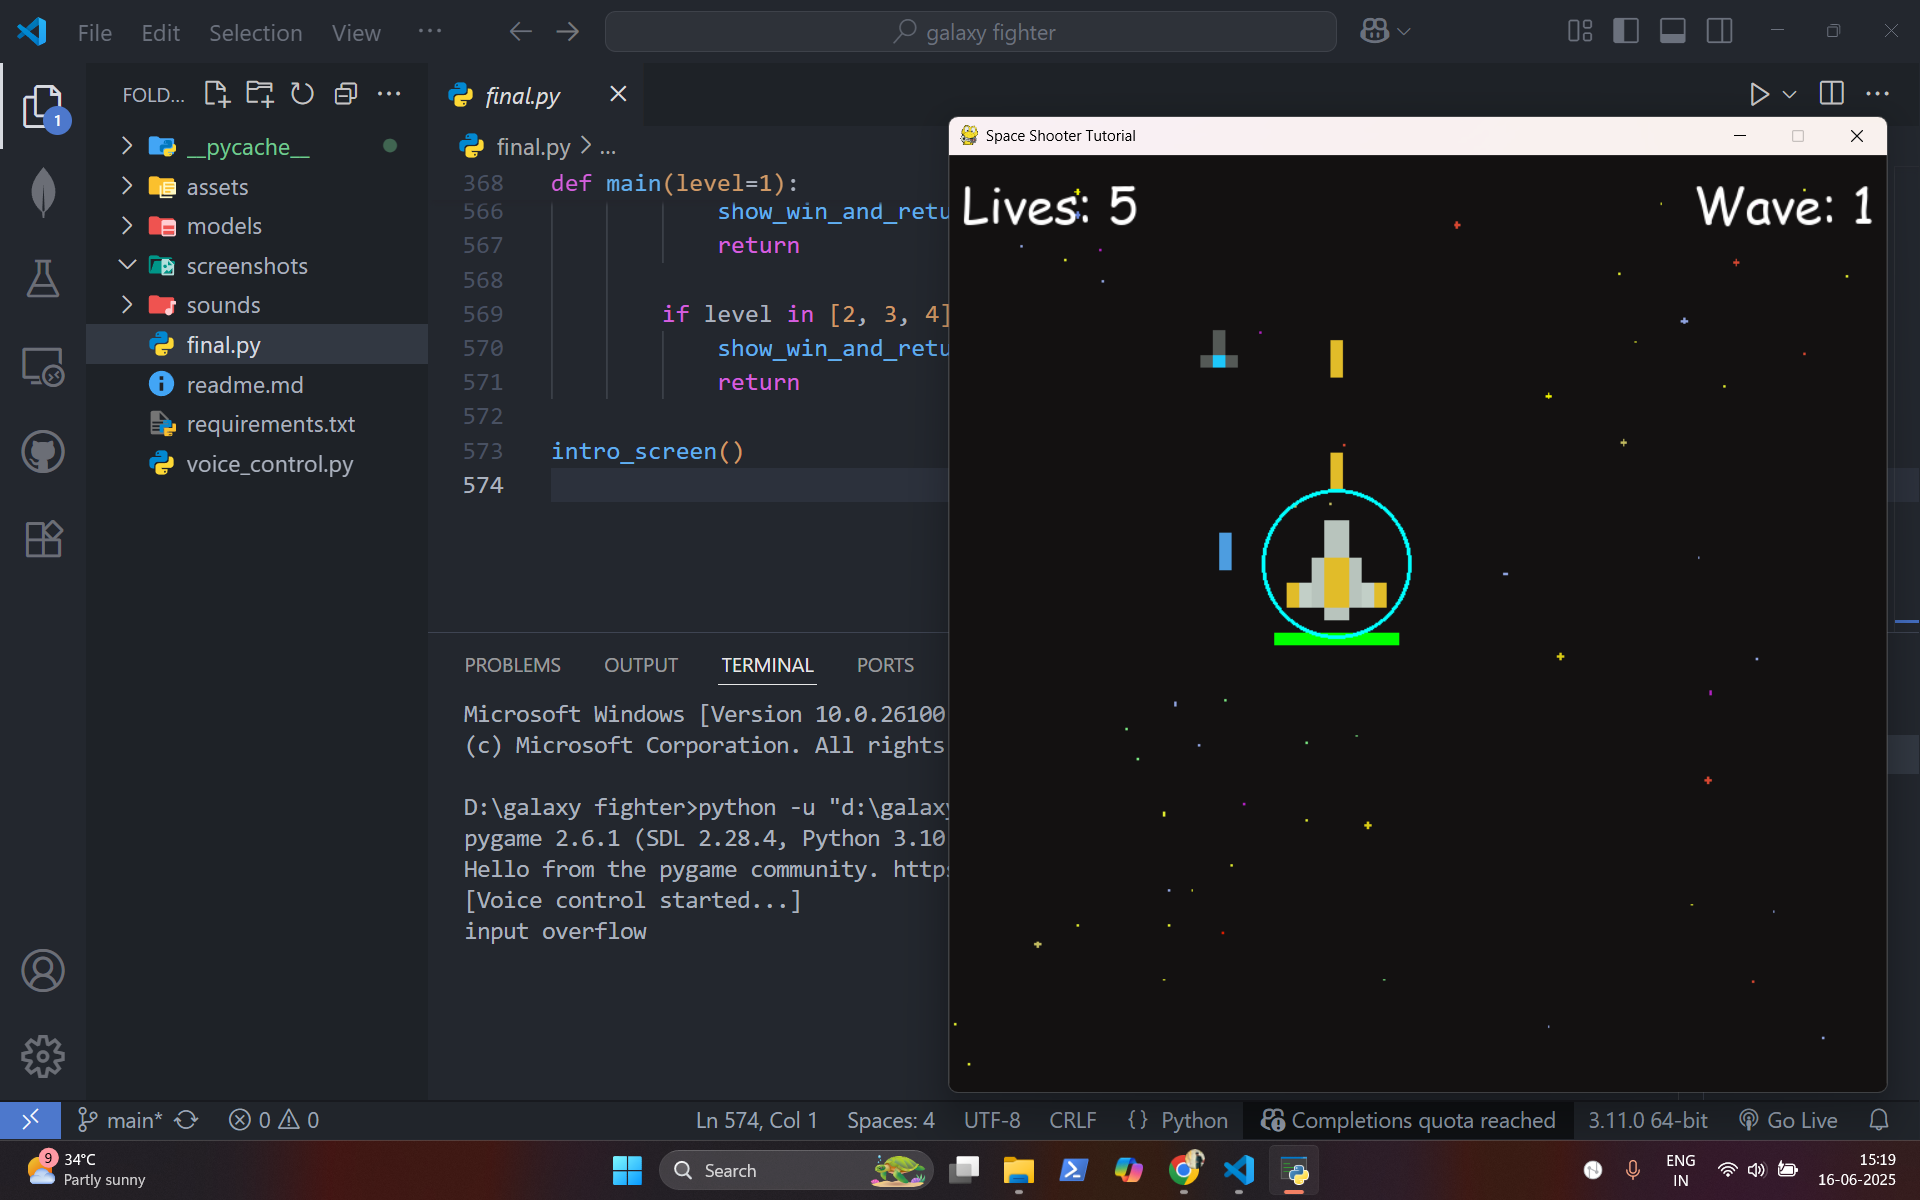 File Edit Selection View ...
galaxy fighter
FOLD...
1
__pycache__
assets
models
screenshots
sounds
final.py
readme.md
requirements.txt
voice_control.py
final.py
final.py > ...
368 def main(level=1):
566 show_win_and_retu
567 return
568
569 if level in [2, 3, 4]
570 show_win_and_retu
571 return
572
573 intro_screen()
574
PROBLEMS OUTPUT TERMINAL PORTS
Microsoft Windows [Version 10.0.26100
(c) Microsoft Corporation. All rights
D:\galaxy fighter>python -u "d:\galaxy
pygame 2.6.1 (SDL 2.28.4, Python 3.10
Hello from the pygame community. https
[Voice control started...]
input overflow
Space Shooter Tutorial
Lives: 5 Wave: 1
main* 0 0 Ln 574, Col 1 Spaces: 4 UTF-8 CRLF {} Python Completions quota reached 3.11.0 64-bit Go Live
9
34°C
Partly sunny
Search
ENG
IN
15:19
16-06-2025